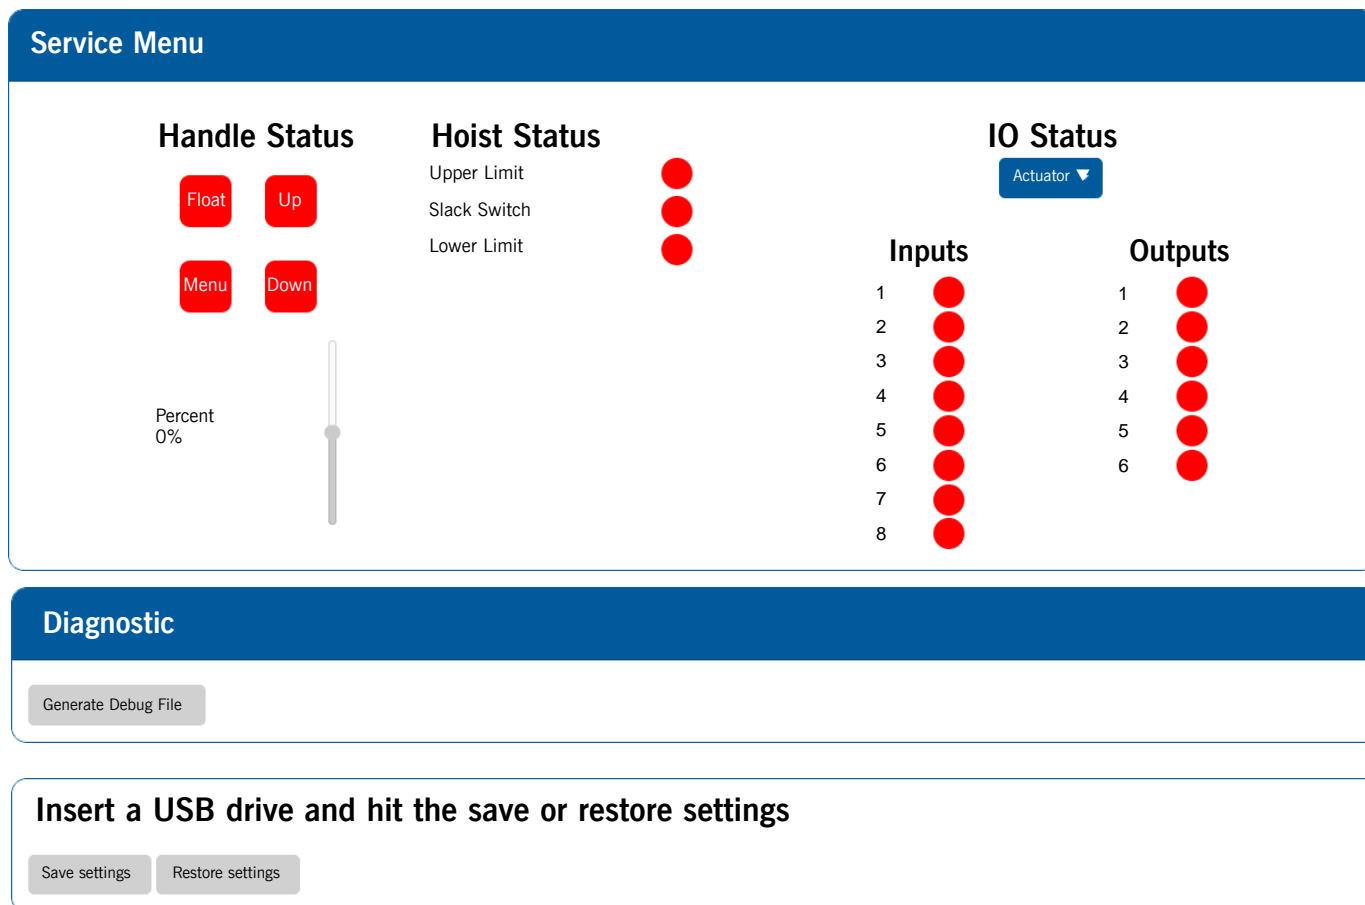 Service Menu
Handle Status
Float Up
Menu Down
Percent
0%
Hoist Status
Upper Limit
Slack Switch
Lower Limit
IO Status
Actuator
Inputs
1
2
3
4
5
6
7
8
Outputs
1
2
3
4
5
6
Diagnostic
Generate Debug File
Insert a USB drive and hit the save or restore settings
Save settings Restore settings